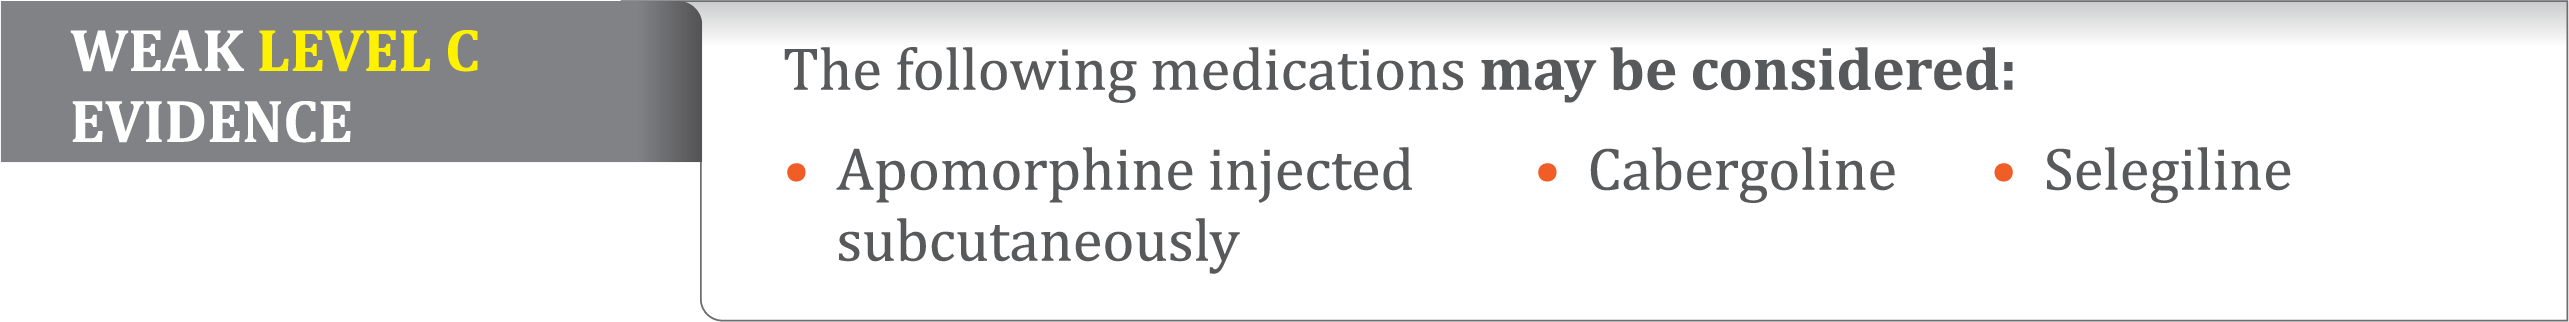 WEAK LEVEL C
EVIDENCE
The following medications may be considered:
• Apomorphine injected
subcutaneously
• Cabergoline
• Selegiline